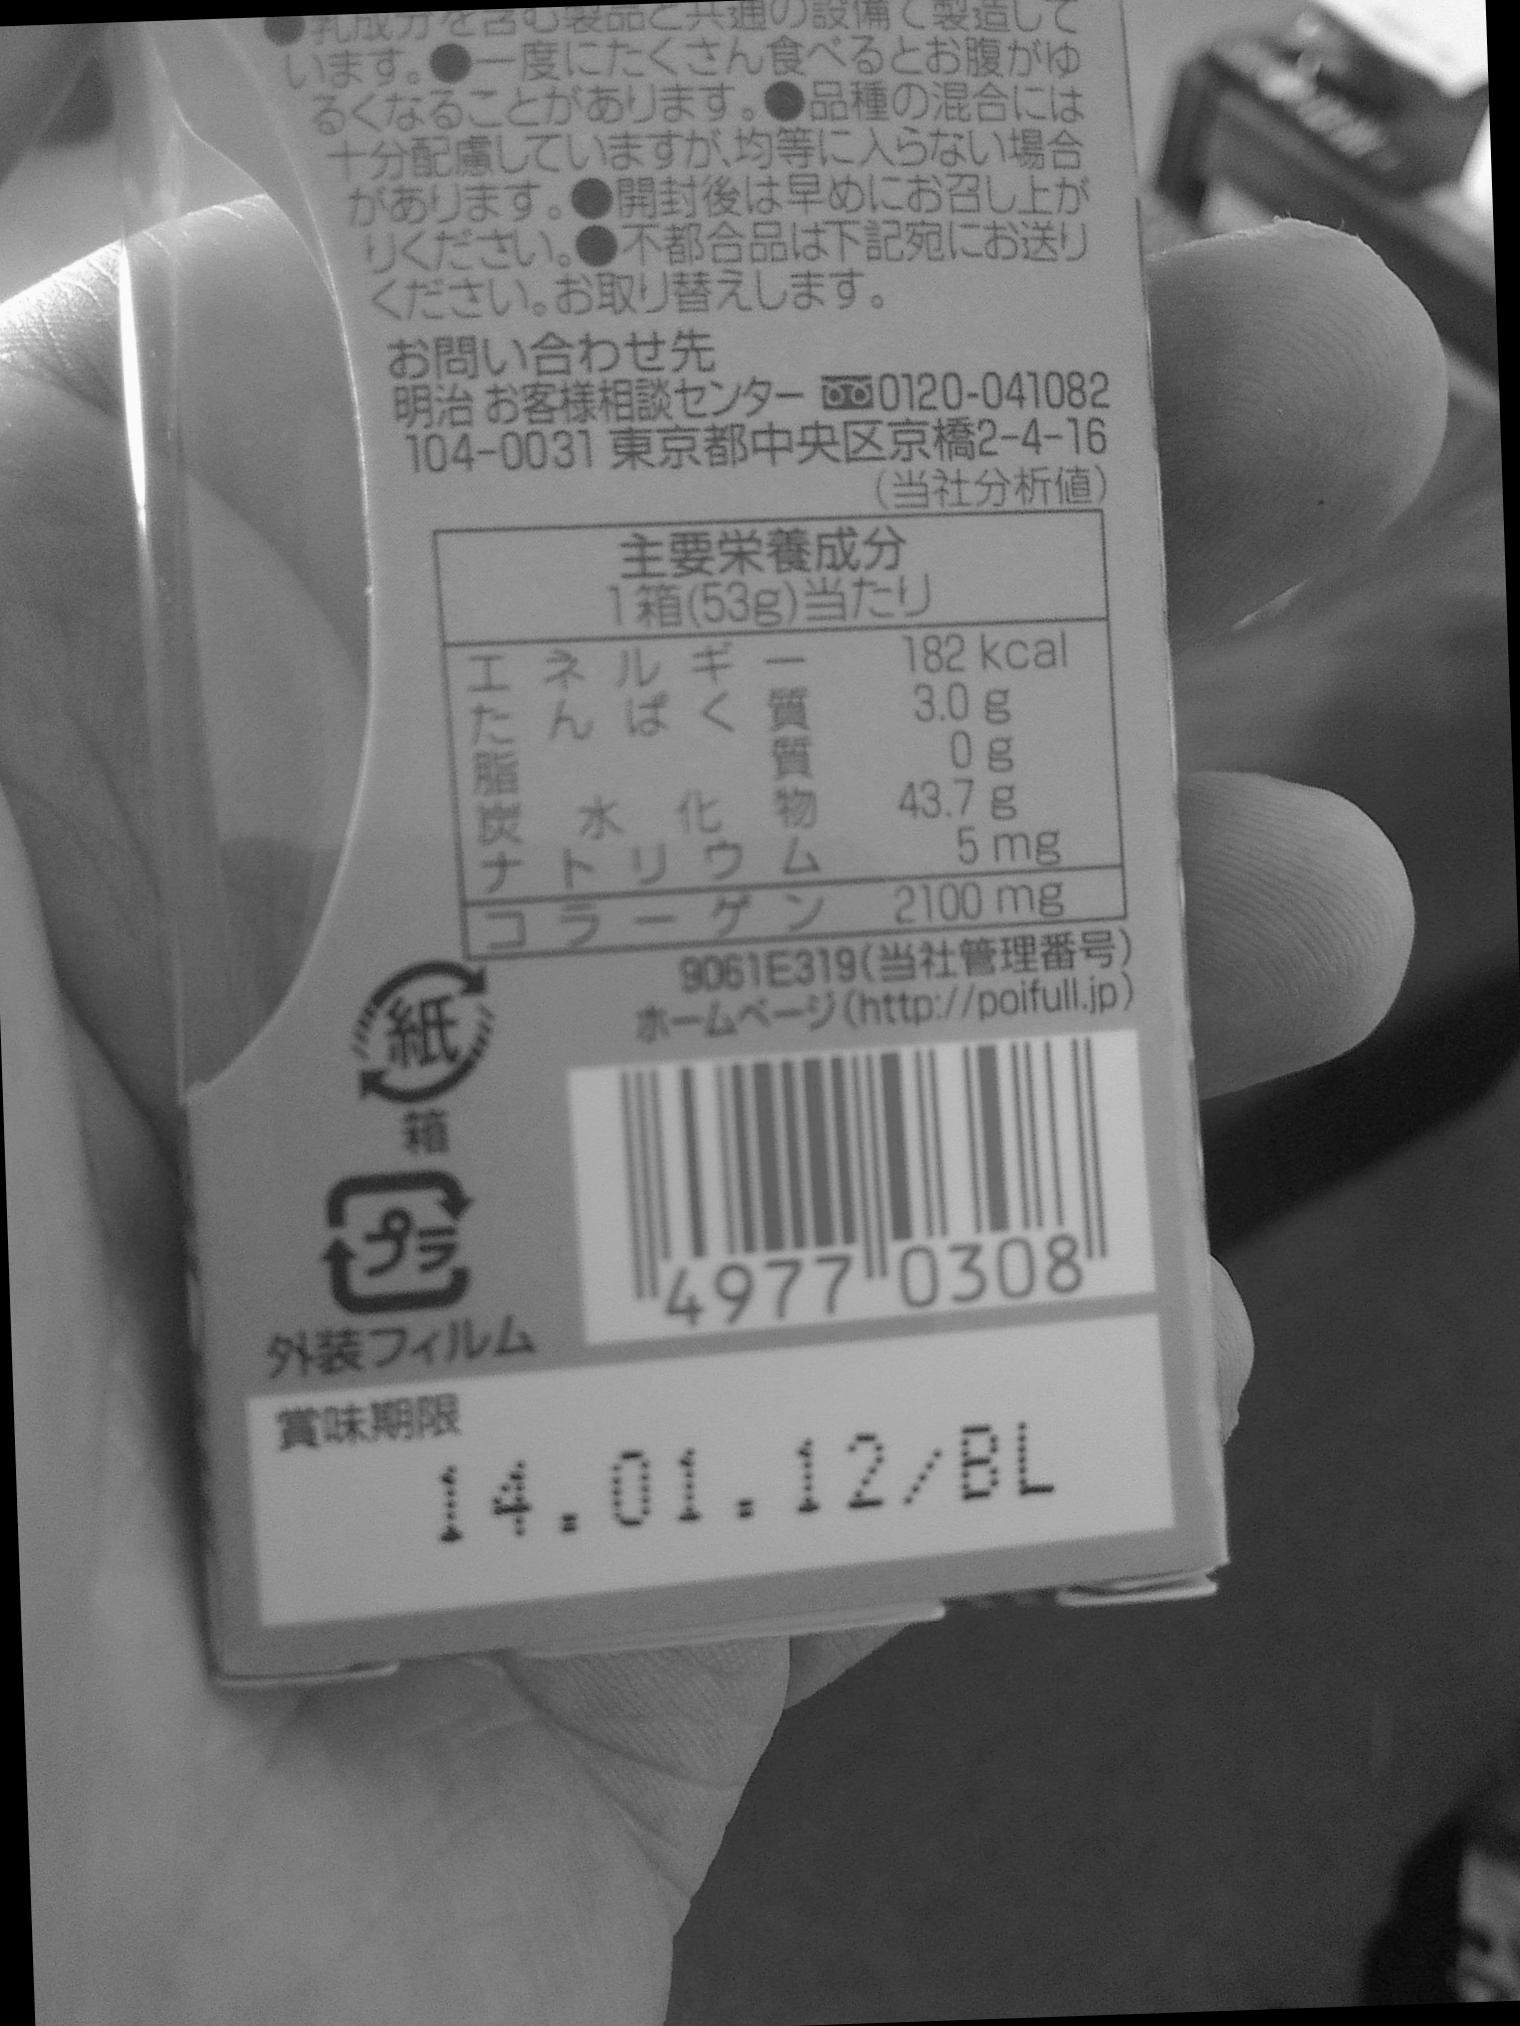 ●乳成分を含む製品と共通の設備で製造して
います。●一度にたくさん食べるとお腹がゆ
るくなることがあります。●品種の混合には
十分配慮していますが、均等に入らない場合
があります。●開封後は早めにお召し上が
りください。●不都合品は下記宛にお送り
ください。お取り替えします。
お問い合わせ先
明治 お客様相談センター 0120-041082
104-0031 東京都中央区京橋2-4-16
(当社分析値)
主要栄養成分
1箱(53g)当たり
エネルギー 182 kcal
たんぱく質 3.0 g
脂質 0 g
炭水化物 43.7 g
ナトリウム 5 mg
コラーゲン 2100 mg
9061E319(当社管理番号)
ホームページ(http://poifull.jp)
紙
箱
プラ
外装フィルム
4977 0308
賞味期限
14.01.12/BL